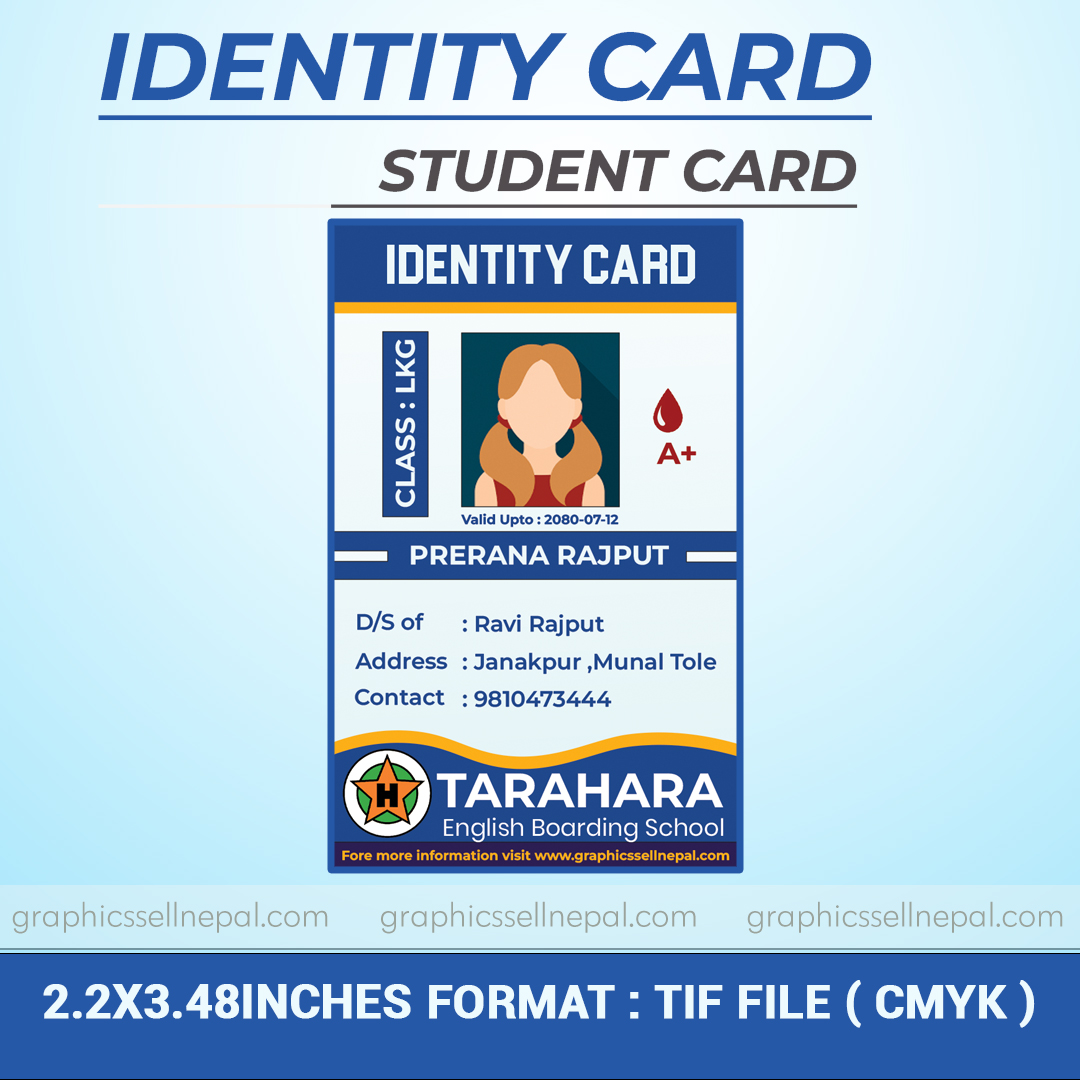 IDENTITY CARD
STUDENT CARD
IDENTITY CARD
CLASS : LKG
A+
Valid Upto : 2080-07-12
PRERANA RAJPUT
D/S of : Ravi Rajput
Address : Janakpur ,Munal Tole
Contact : 9810473444
H
TARAHARA
English Boarding School
Fore more information visit www.graphicssellnepal.com
graphicssellnepal.com graphicssellnepal.com graphicssellnepal.com
2.2X3.48INCHES FORMAT : TIF FILE ( CMYK )